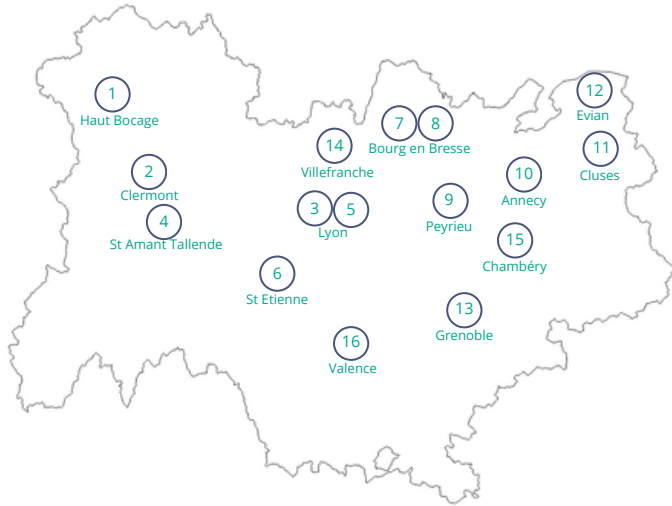 12
1
Evian
Haut Bocage
7
8
14
Bourg en Bresse
11
Villefranche
Cluses
2
10
Clermont
Annecy
3
5
9
4
Lyon
Peyrieu
St Amant Tallende
15
Chambéry
6
St Etienne
13
Grenoble
16
Valence